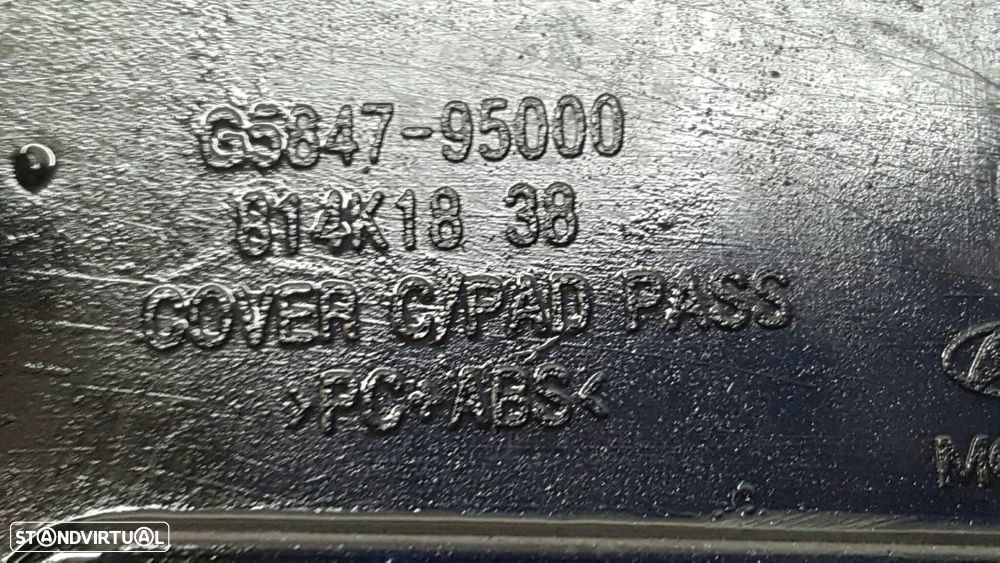 G5847-95000
814K18 38
COVER C/PAD PASS
>PC+ABS<
STANDVIRTUAL